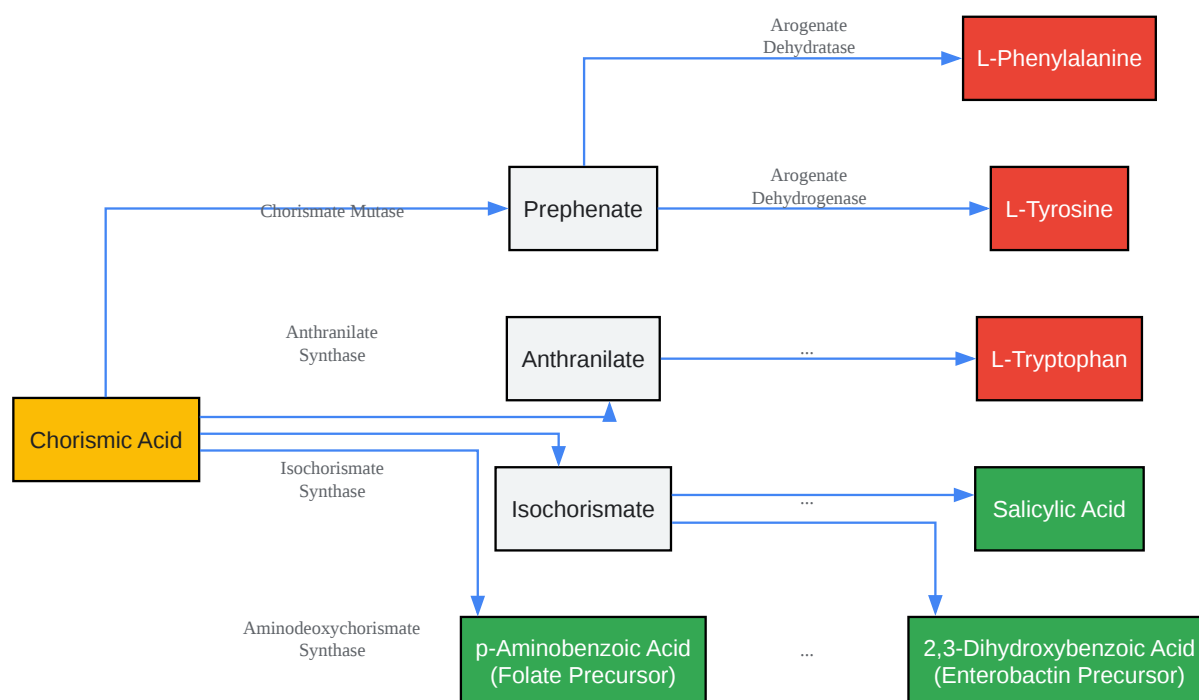 Arogenate
Dehydratase
L-Phenylalanine
Chorismate Mutase
Prephenate
Arogenate
Dehydrogenase
L-Tyrosine
Anthranilate
Synthase
Anthranilate
...
L-Tryptophan
Chorismic Acid
Isochorismate
Synthase
Isochorismate
...
Salicylic Acid
Aminodeoxychorismate
Synthase
p-Aminobenzoic Acid
(Folate Precursor)
...
2,3-Dihydroxybenzoic Acid
(Enterobactin Precursor)